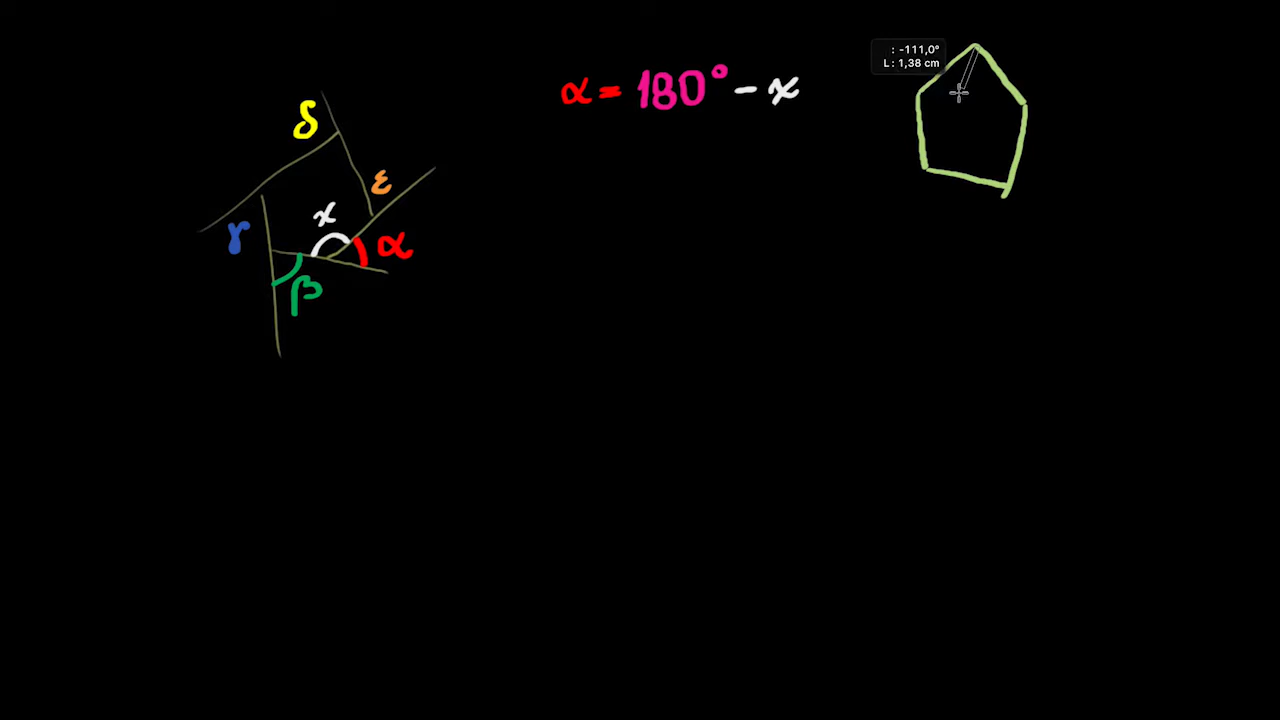 α = 180° - x
: -111,0°
L: 1,38 cm
δ
ε
x
γ
α
β